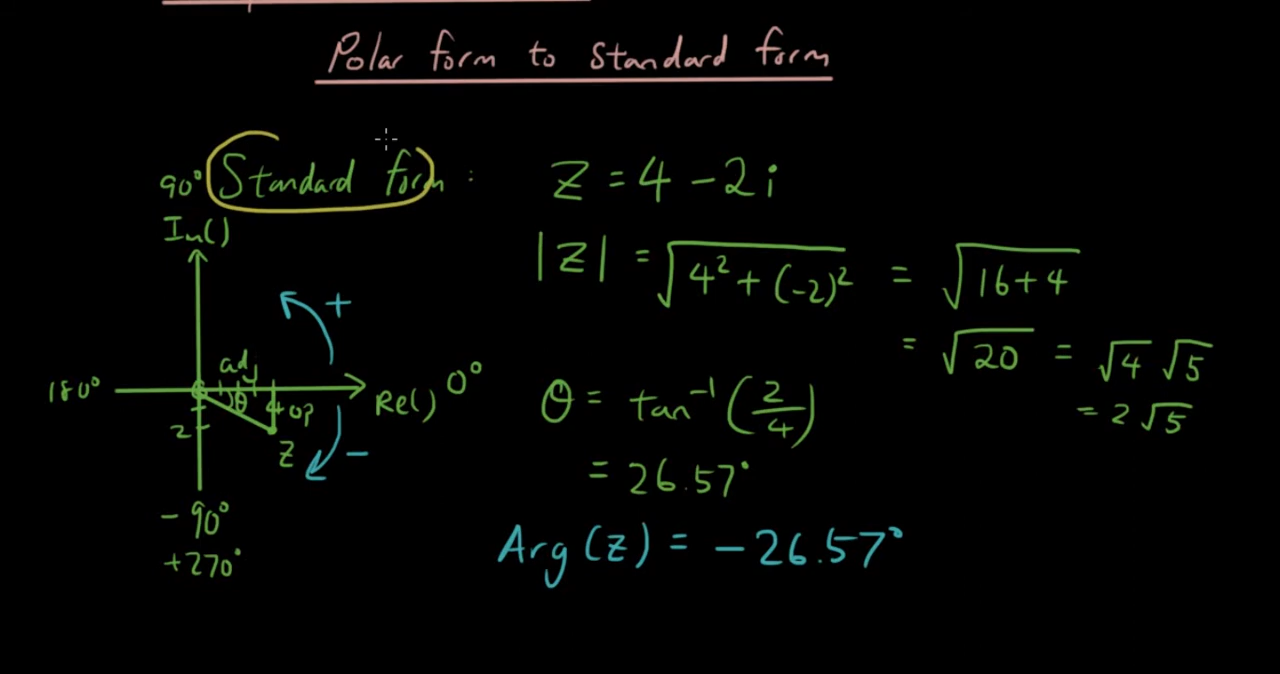 Polar form to standard form
Standard form : Z = 4 - 2i
|Z| = √(4² + (-2)²) = √(16+4)
= √20 = √4 √5
= 2√5
θ = tan⁻¹(2/4)
= 26.57°
Arg(z) = -26.57°
90°
Im()
+
adj
180°
θ
4
op
Re() 0°
2
Z
-
- 90°
+270°